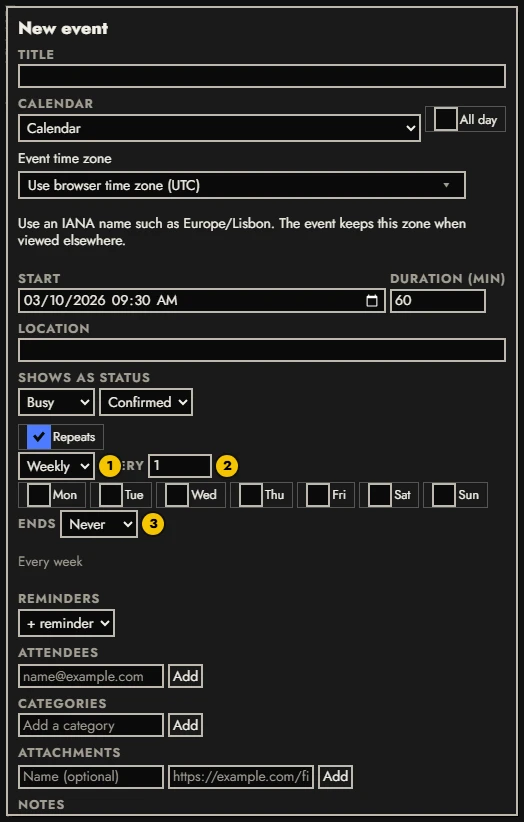 New event
TITLE
CALENDAR
Calendar
All day
Event time zone
Use browser time zone (UTC)
Use an IANA name such as Europe/Lisbon. The event keeps this zone when
viewed elsewhere.
START DURATION (MIN)
03/10/2026 09:30 AM 60
LOCATION
SHOWS AS STATUS
Busy Confirmed
Repeats
Weekly 1 ERY 1 2
Mon Tue Wed Thu Fri Sat Sun
ENDS Never 3
Every week
REMINDERS
+ reminder
ATTENDEES
name@example.com Add
CATEGORIES
Add a category Add
ATTACHMENTS
Name (optional) https://example.com/fi Add
NOTES